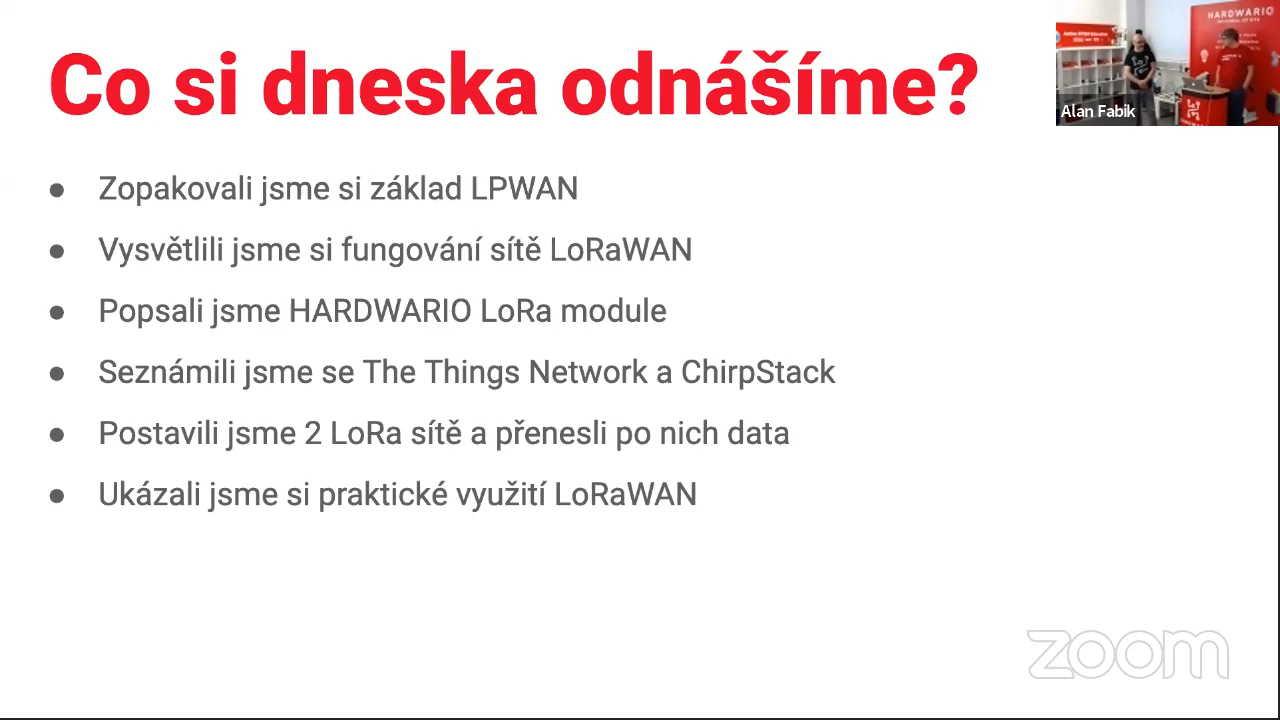 Co si dneska odnášíme?
HARDWARIO
Alan Fabik
Zopakovali jsme si základ LPWAN
Vysvětlili jsme si fungování sítě LoRaWAN
Popsali jsme HARDWARIO LoRa module
Seznámili jsme se The Things Network a ChirpStack
Postavili jsme 2 LoRa sítě a přenesli po nich data
Ukázali jsme si praktické využití LoRaWAN
zoom